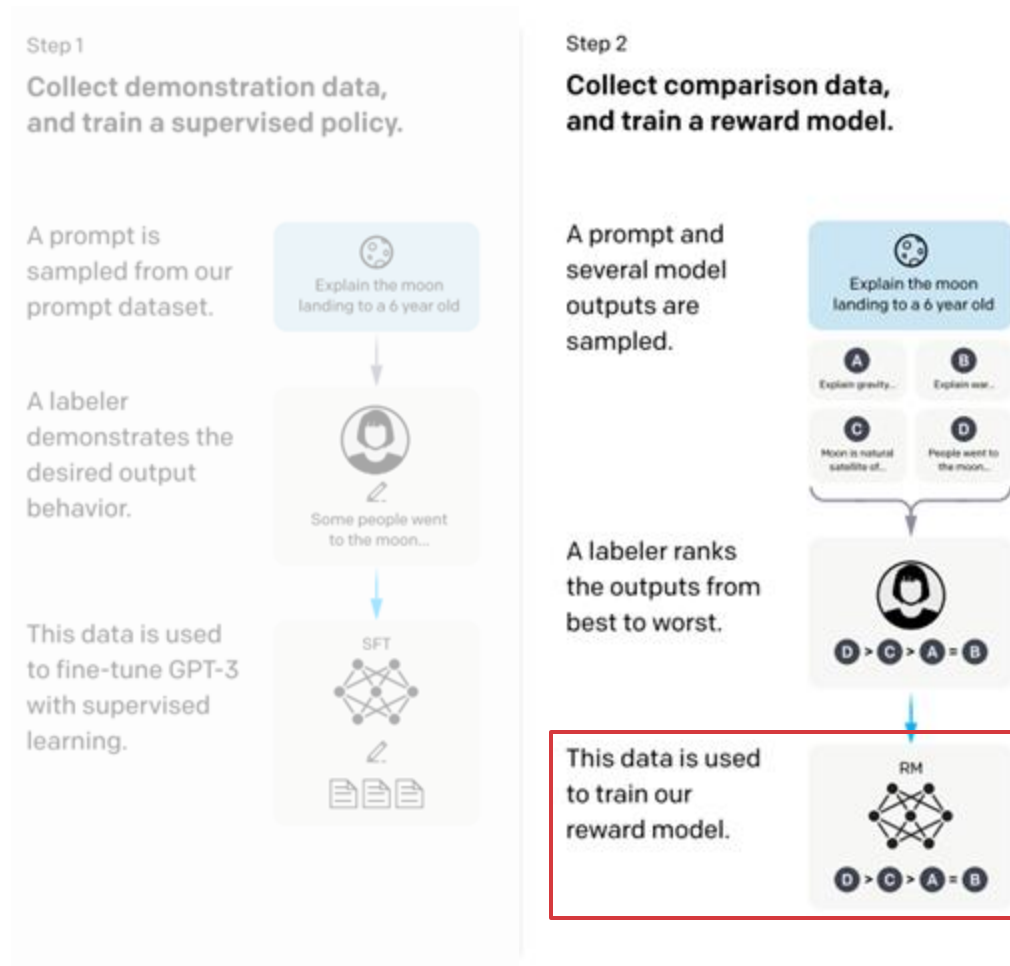 Step 1
Collect demonstration data,
and train a supervised policy.
A prompt is
sampled from our
prompt dataset.
Explain the moon
landing to a 6 year old
A labeler
demonstrates the
desired output
behavior.
Some people went
to the moon...
This data is used
to fine-tune GPT-3
with supervised
learning.
SFT
Step 2
Collect comparison data,
and train a reward model.
A prompt and
several model
outputs are
sampled.
Explain the moon
landing to a 6 year old
A
Explain gravity...
B
Explain war...
C
Moon is natural
satellite of...
D
People went to
the moon...
A labeler ranks
the outputs from
best to worst.
D > C > A = B
This data is used
to train our
reward model.
RM
D > C > A = B